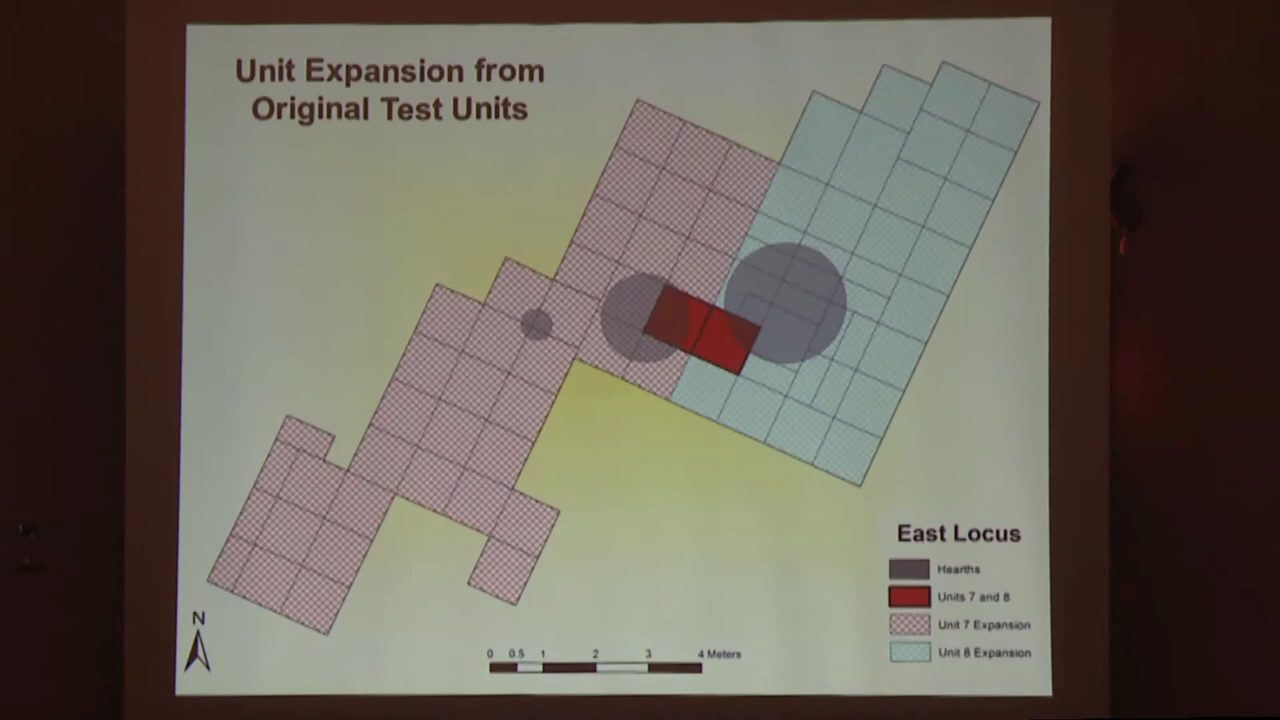 Unit Expansion from
Original Test Units
East Locus
Hearths
Units 7 and 8
Unit 7 Expansion
Unit 8 Expansion
N
0 0.5 1 2 3 4 Meters